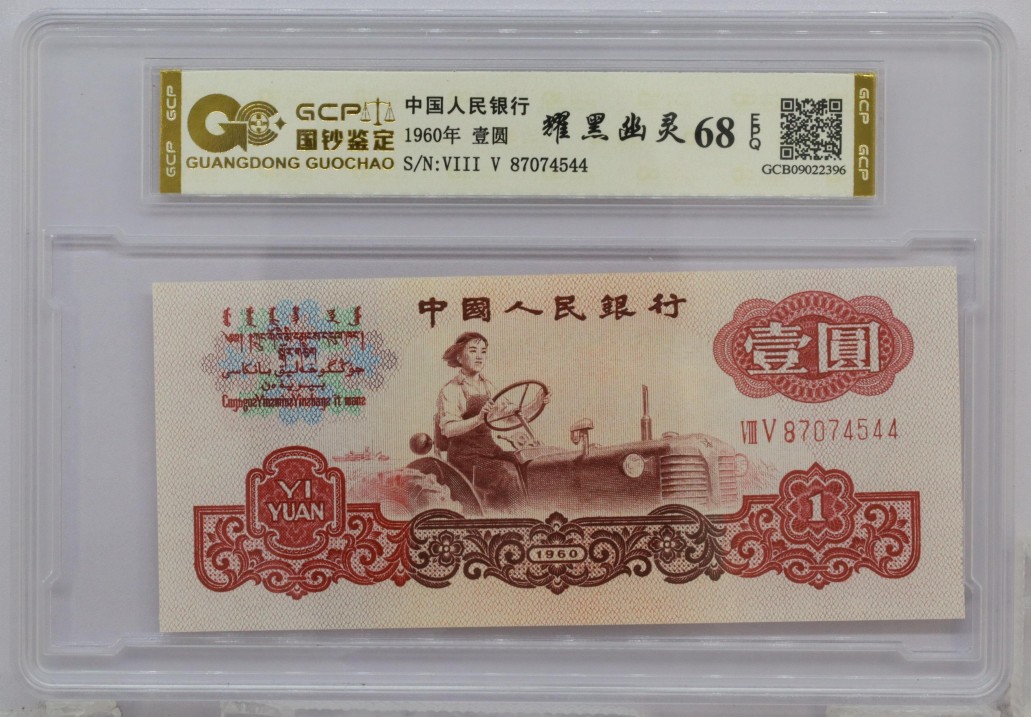 GCP
GCP
GCP
国钞鉴定
GUANGDONG GUOCHAO
中国人民银行
1960年 壹圆
S/N:VIII V 87074544
耀黑幽灵 68
EPQ
GCB09022396
GCP
GCP
中國人民銀行
壹圓
VIII V 87074544
YI
YUAN
1960
1